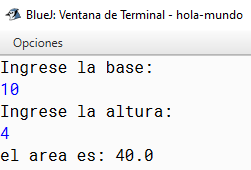 BlueJ: Ventana de Terminal - hola-mundo
Opciones
Ingrese la base:
10
Ingrese la altura:
4
el area es: 40.0